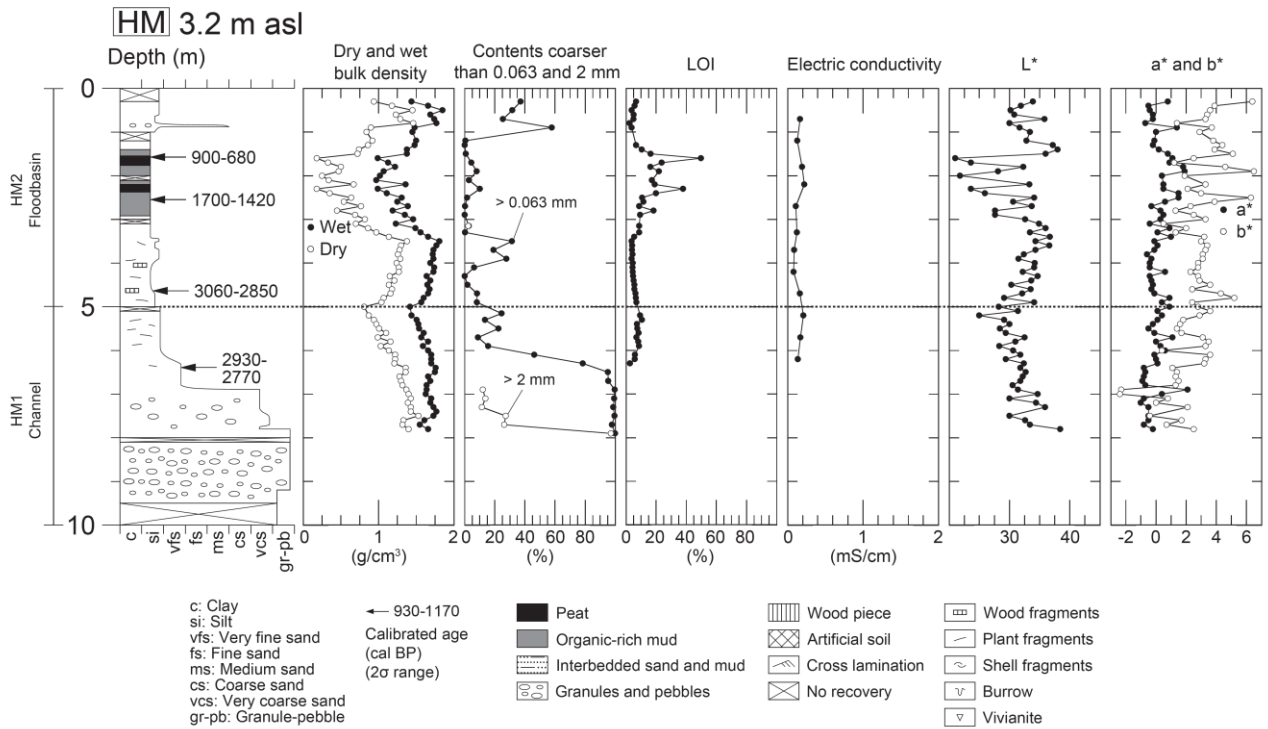 HM 3.2 m asl
Depth (m)
Dry and wet
bulk density
Contents coarser
than 0.063 and 2 mm
LOI
Electric conductivity
L*
a* and b*
0
5
10
HM2
Floodbasin
HM1
Channel
900-680
1700-1420
3060-2850
2930-
2770
Wet
Dry
> 0.063 mm
> 2 mm
a*
b*
c
si
vfs
fs
ms
cs
vcs
gr-pb
0 1 2
(g/cm³)
0 20 40 60 80
(%)
0 20 40 60 80
(%)
0 1 2
(mS/cm)
30 40
-2 0 2 4 6
c: Clay
si: Silt
vfs: Very fine sand
fs: Fine sand
ms: Medium sand
cs: Coarse sand
vcs: Very coarse sand
gr-pb: Granule-pebble
930-1170
Calibrated age
(cal BP)
(2σ range)
Peat
Organic-rich mud
Interbedded sand and mud
Granules and pebbles
Wood piece
Artificial soil
Cross lamination
No recovery
Wood fragments
Plant fragments
Shell fragments
Burrow
Vivianite